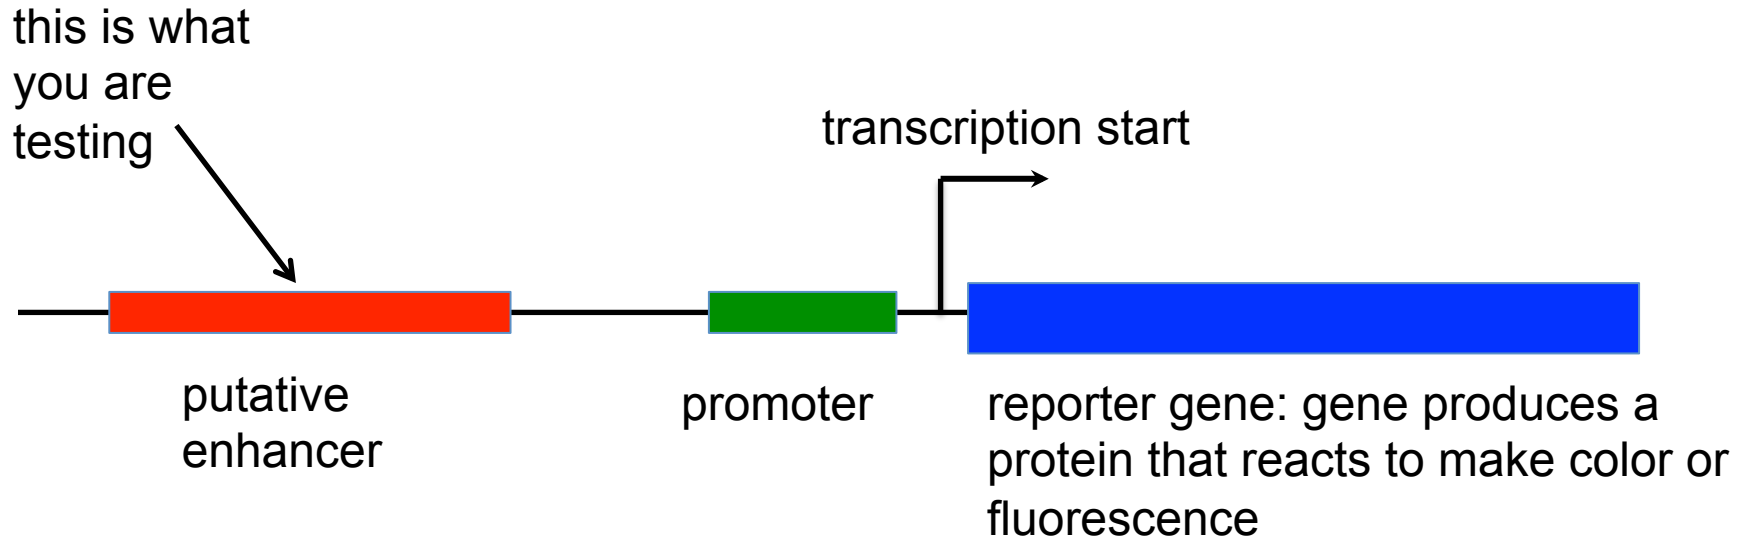 this is what
you are
testing
transcription start
putative
enhancer
promoter
reporter gene: gene produces a
protein that reacts to make color or
fluorescence